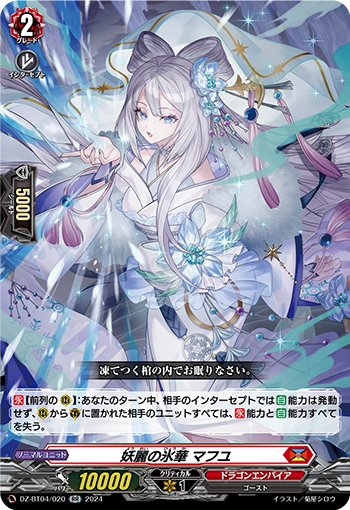 2
グレード
インターセプト
5000
シールド
凍てつく棺の内でお眠りなさい。
永【前列の R】：あなたのターン中、相手のインターセプトでは自能力は発動
せず、R から G に置かれた相手のユニットすべては、永能力と自能力すべて
を失う。
ノーマルユニット
妖麗の氷華 マフユ
パワー 10000 クリティカル 1
ドラゴンエンパイア
ゴースト
DZ-BT04/020 RR 2024
イラスト／菊屋シロウ